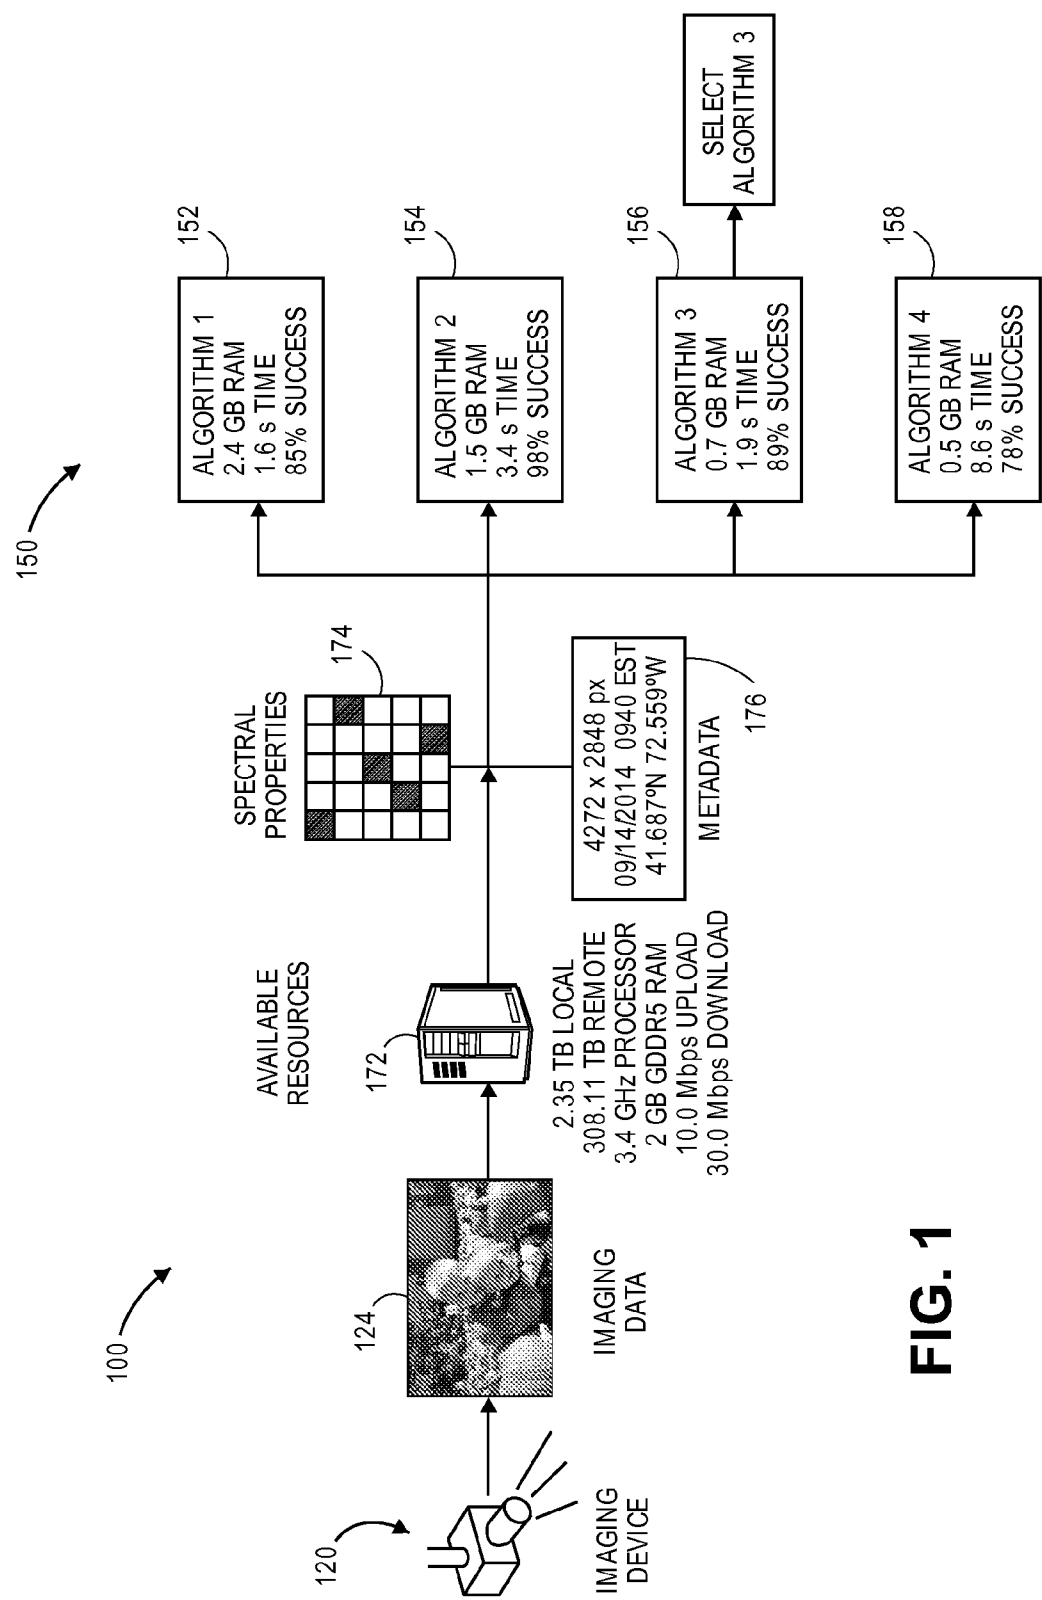 100
150
120
IMAGING
DEVICE
124
IMAGING
DATA
AVAILABLE
RESOURCES
172
2.35 TB LOCAL
308.11 TB REMOTE
3.4 GHz PROCESSOR
2 GB GDDR5 RAM
10.0 Mbps UPLOAD
30.0 Mbps DOWNLOAD
SPECTRAL
PROPERTIES
174
4272 x 2848 px
09/14/2014 0940 EST
41.687ºN 72.559ºW
METADATA
176
152
ALGORITHM 1
2.4 GB RAM
1.6 s TIME
85% SUCCESS
154
ALGORITHM 2
1.5 GB RAM
3.4 s TIME
98% SUCCESS
156
ALGORITHM 3
0.7 GB RAM
1.9 s TIME
89% SUCCESS
158
ALGORITHM 4
0.5 GB RAM
8.6 s TIME
78% SUCCESS
SELECT
ALGORITHM 3
FIG. 1